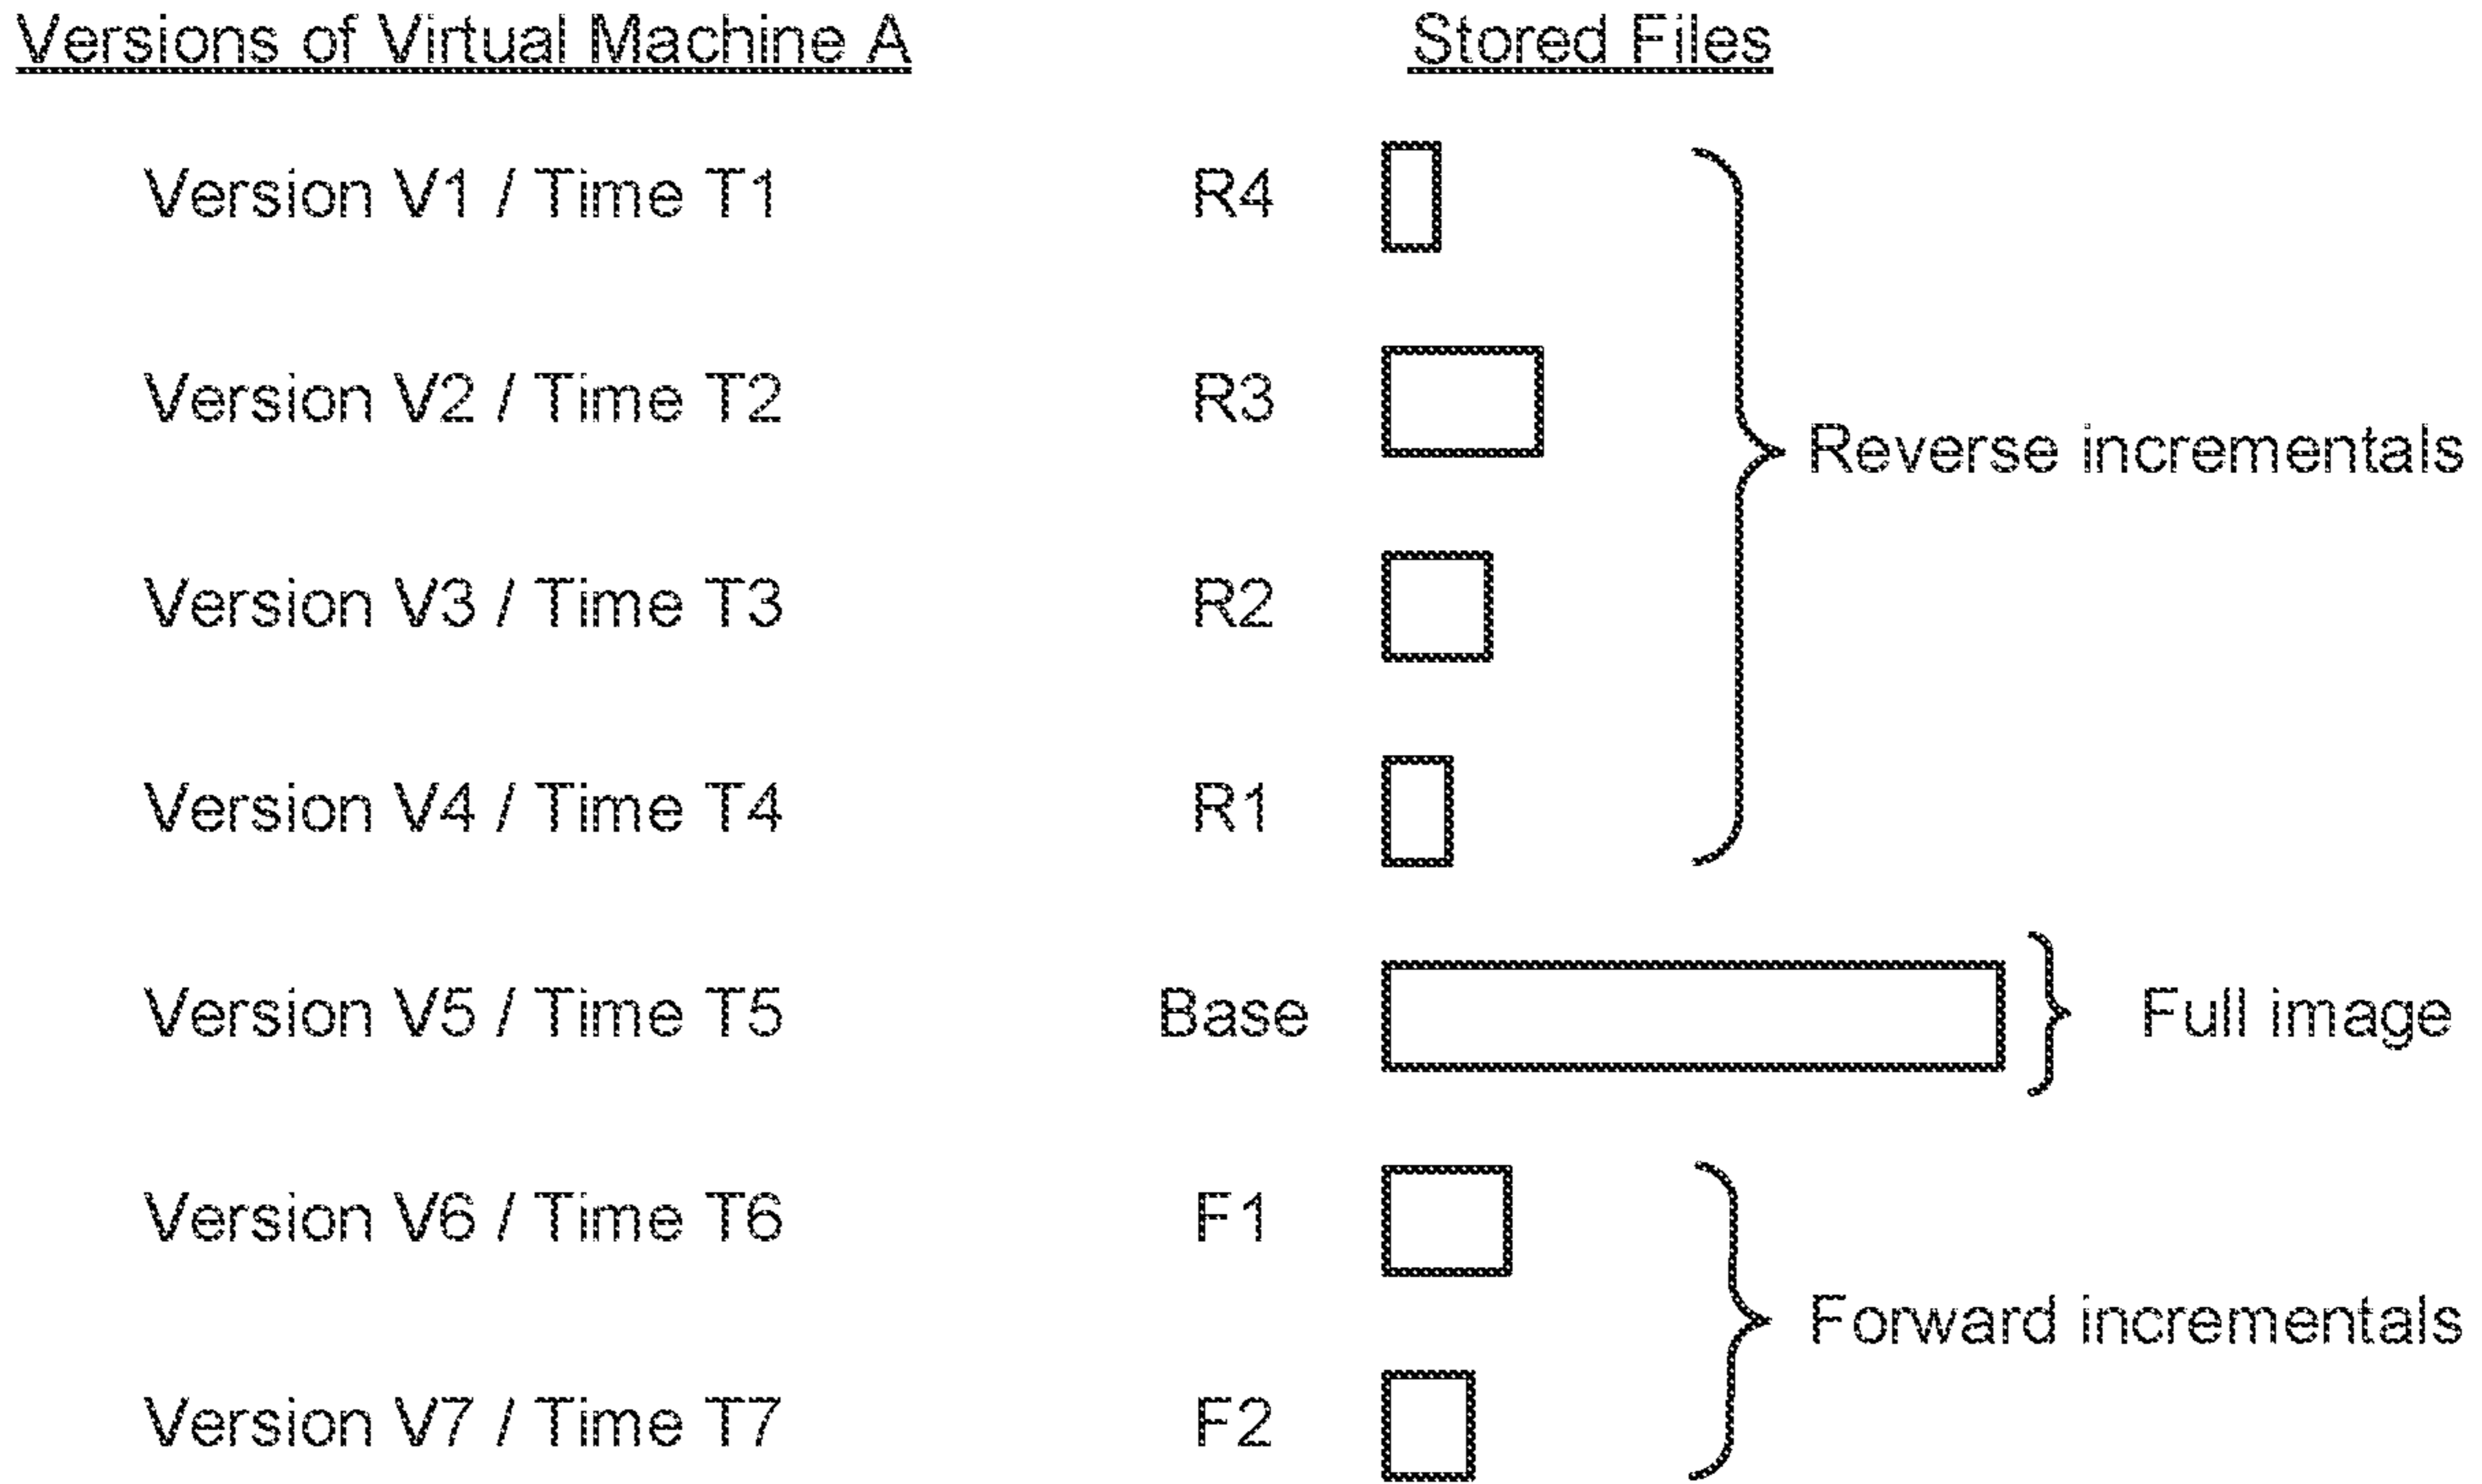 Versions of Virtual Machine A    Stored Files
Version V1 / Time T1    R4
Version V2 / Time T2    R3
Reverse incrementals
Version V3 / Time T3    R2
Version V4 / Time T4    R1
Version V5 / Time T5    Base    Full image
Version V6 / Time T6    F1
Forward incrementals
Version V7 / Time T7    F2